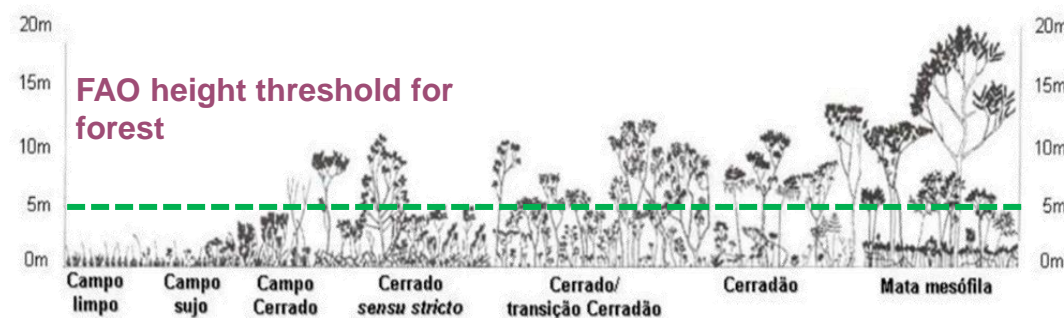 20m
15m
10m
5m
0m
FAO height threshold for
forest
20m
15m
10m
5m
0m
Campo
limpo
Campo
sujo
Campo
Cerrado
Cerrado
sensu stricto
Cerrado/
transição Cerradão
Cerradão
Mata mesófila